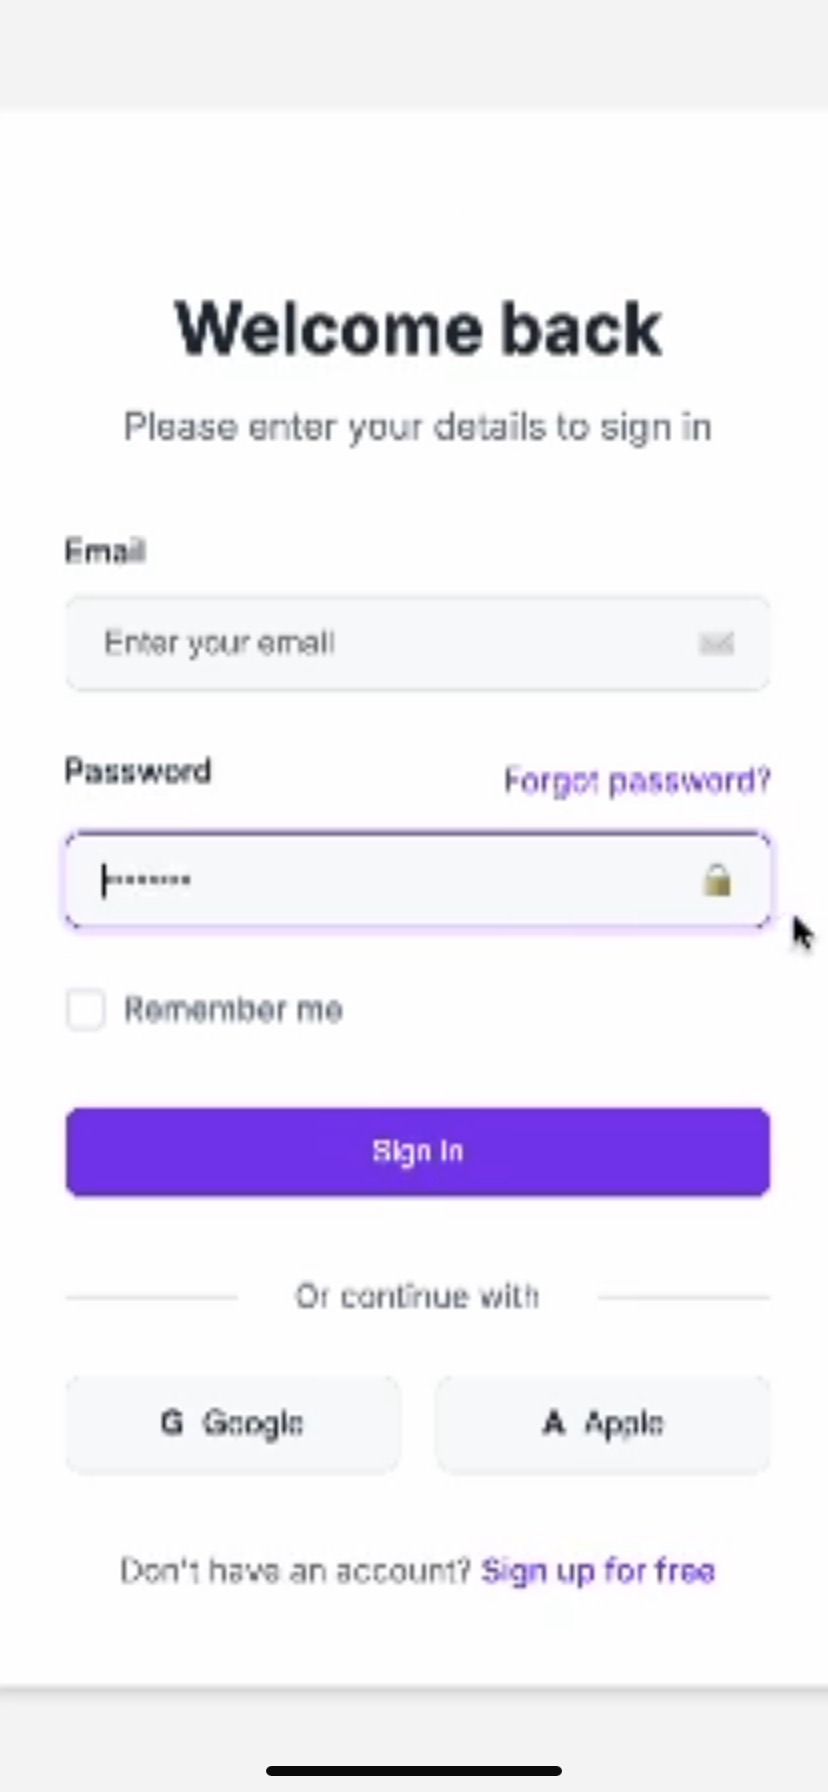 Welcome back
Please enter your details to sign in
Email
Enter your email
Password
Forgot password?
••••••••
Remember me
Sign In
Or continue with
G Google
A Apple
Don't have an account? Sign up for free